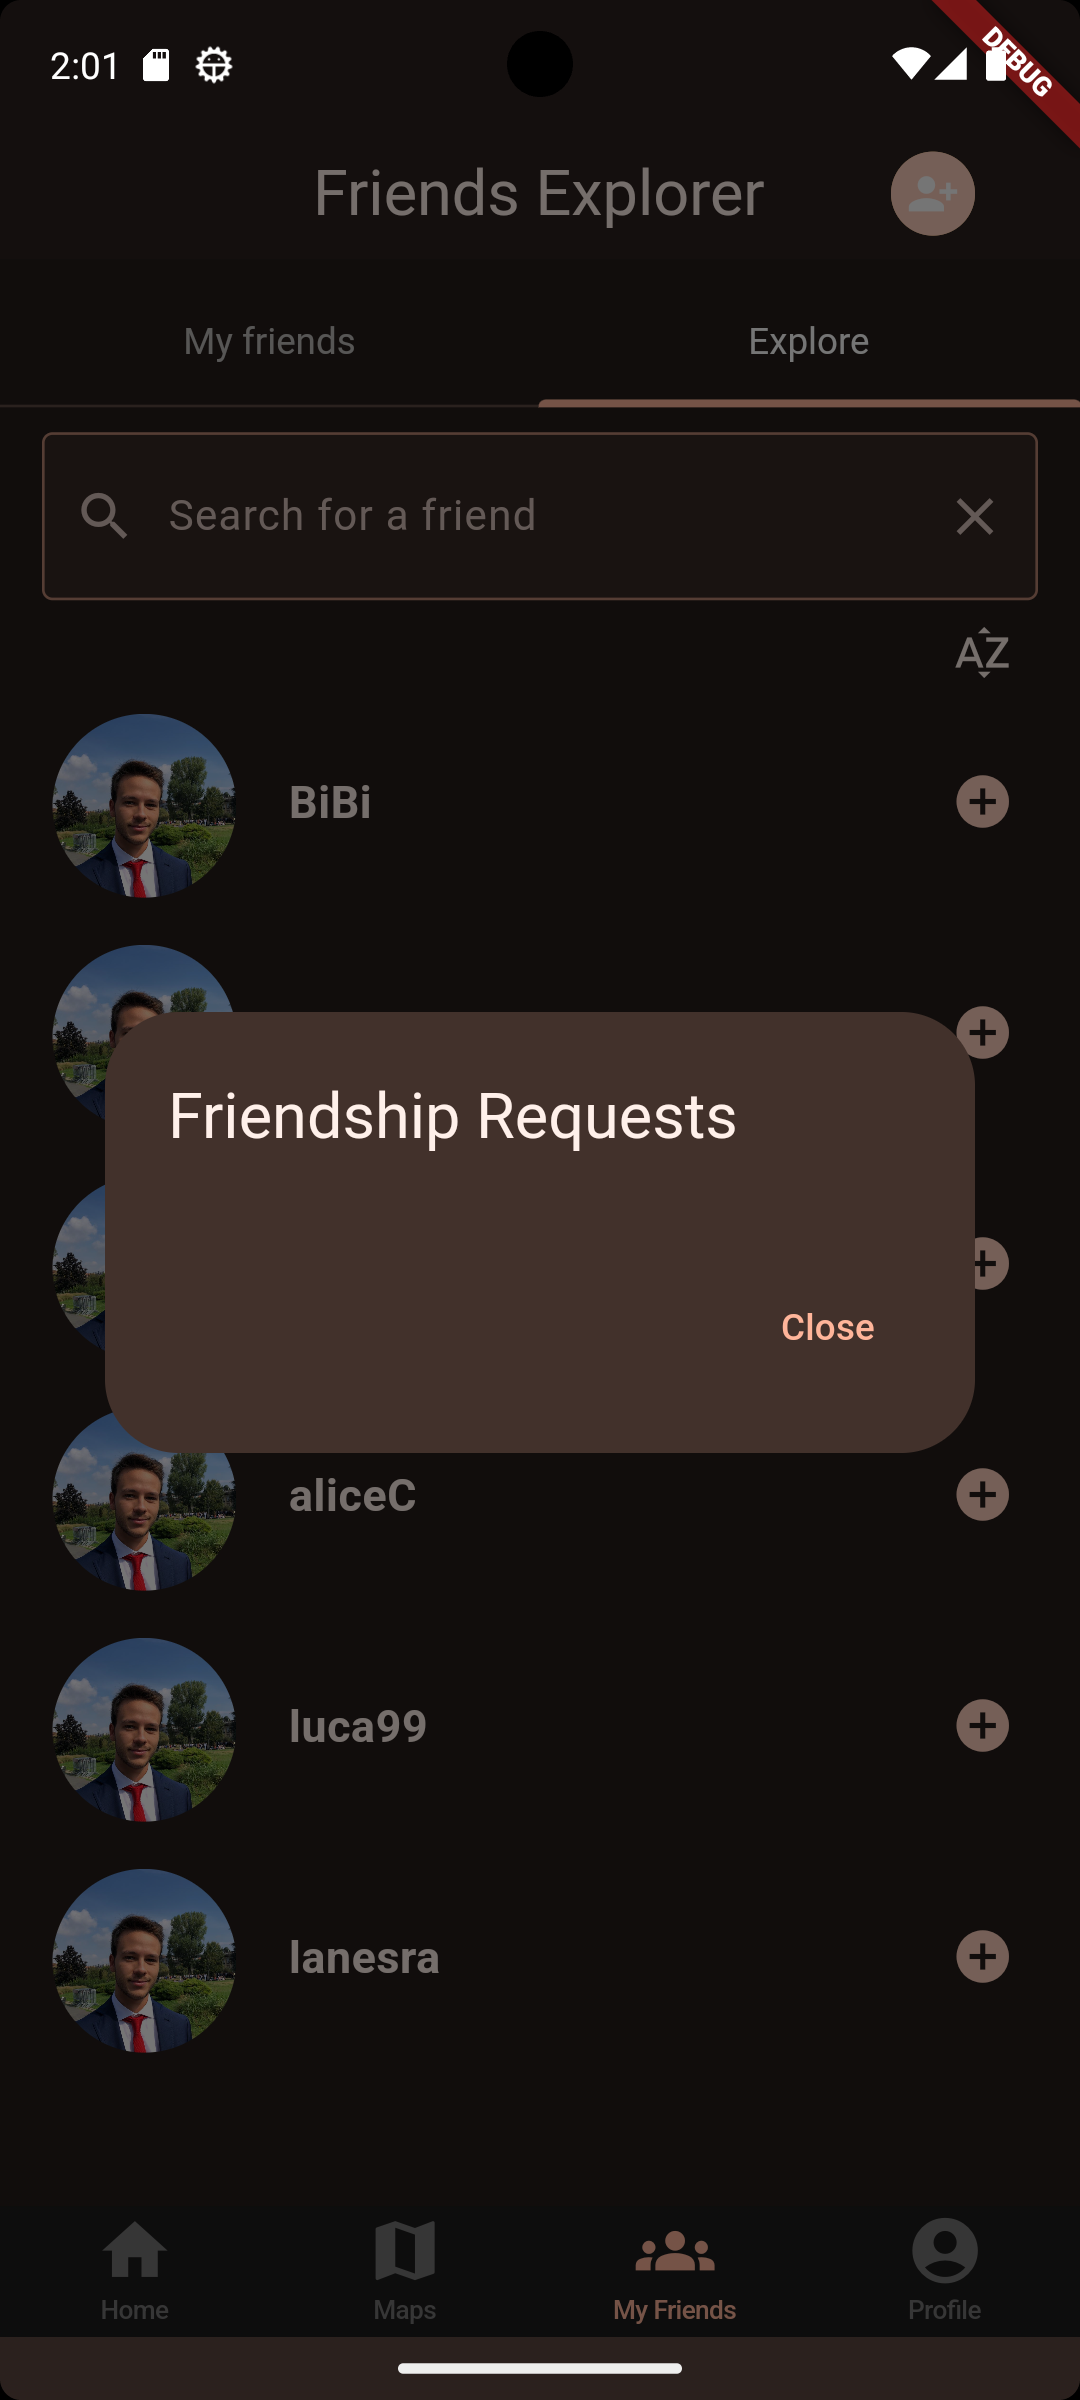 2:01
DEBUG
Friends Explorer
My friends
Explore
Search for a friend
AZ
BiBi
Friendship Requests
Close
aliceC
luca99
lanesra
Home
Maps
My Friends
Profile